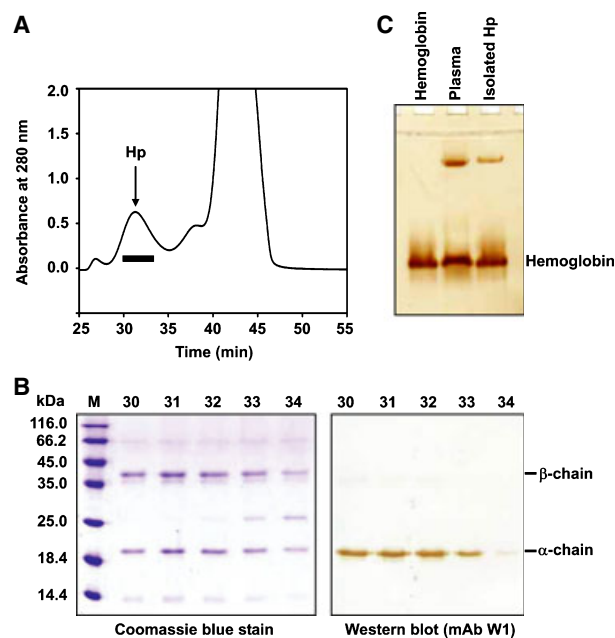 A
Absorbance at 280 nm
2.0
1.5
1.0
0.5
0.0
Hp
25 30 35 40 45 50 55
Time (min)
C
Hemoglobin
Plasma
Isolated Hp
Hemoglobin
B
kDa M 30 31 32 33 34 30 31 32 33 34
116.0
66.2
45.0
35.0
25.0
18.4
14.4
β-chain
α-chain
Coomassie blue stain
Western blot (mAb W1)